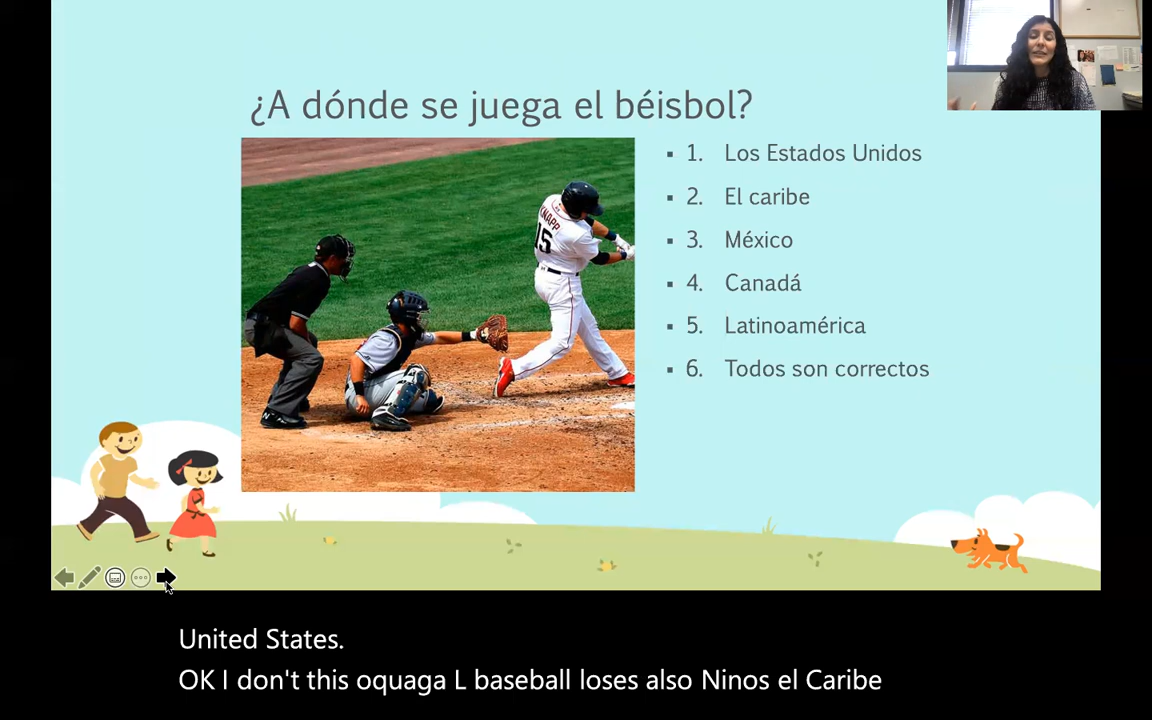 ¿A dónde se juega el béisbol?
1. Los Estados Unidos
2. El caribe
3. México
4. Canadá
5. Latinoamérica
6. Todos son correctos
KNAPP
15
United States.
OK I don't this oquaga L baseball loses also Ninos el Caribe